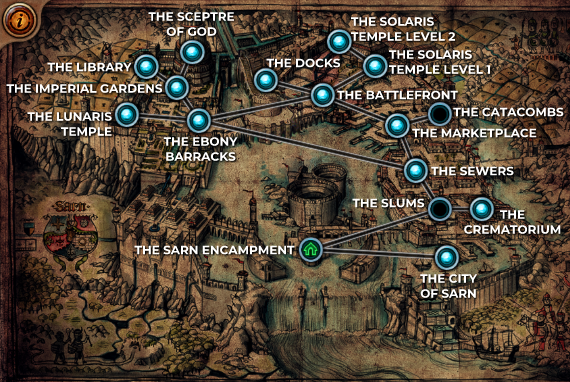 THE SCEPTRE
OF GOD
THE SOLARIS
TEMPLE LEVEL 2
THE LIBRARY
THE DOCKS
THE SOLARIS
TEMPLE LEVEL 1
THE IMPERIAL GARDENS
THE BATTLEFRONT
THE LUNARIS
TEMPLE
THE CATACOMBS
THE EBONY
BARRACKS
THE MARKETPLACE
THE SEWERS
Sarn
THE SLUMS
THE
CREMATORIUM
THE SARN ENCAMPMENT
THE CITY
OF SARN